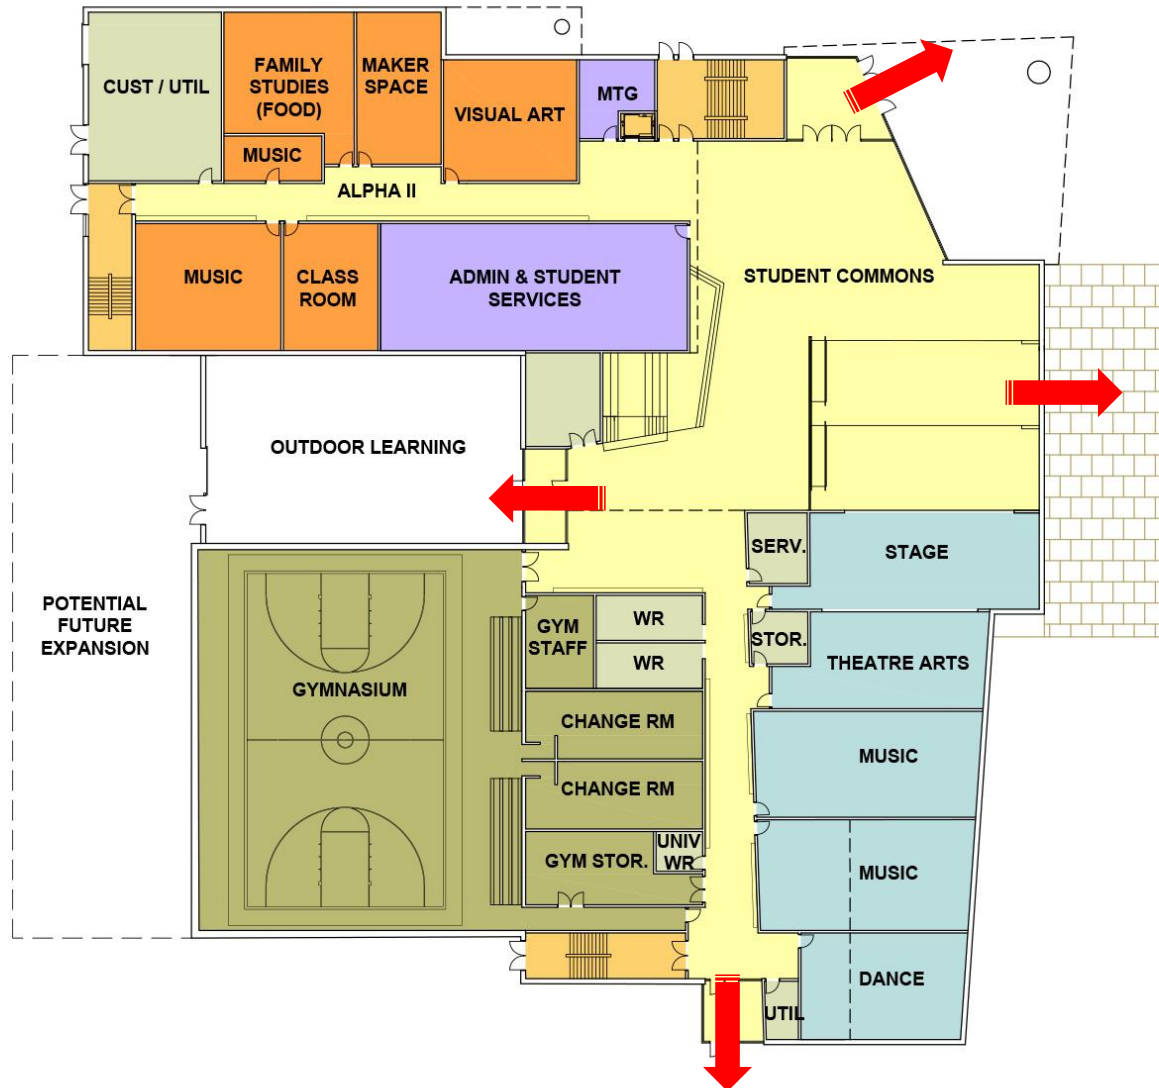 CUST / UTIL
FAMILY
STUDIES
(FOOD)
MAKER
SPACE
VISUAL ART
MTG
MUSIC
ALPHA II
MUSIC
CLASS
ROOM
ADMIN & STUDENT
SERVICES
STUDENT COMMONS
OUTDOOR LEARNING
POTENTIAL
FUTURE
EXPANSION
SERV.
STAGE
GYM
STAFF
WR
WR
STOR.
THEATRE ARTS
GYMNASIUM
CHANGE RM
MUSIC
CHANGE RM
GYM STOR.
UNIV
WR
MUSIC
DANCE
UTIL